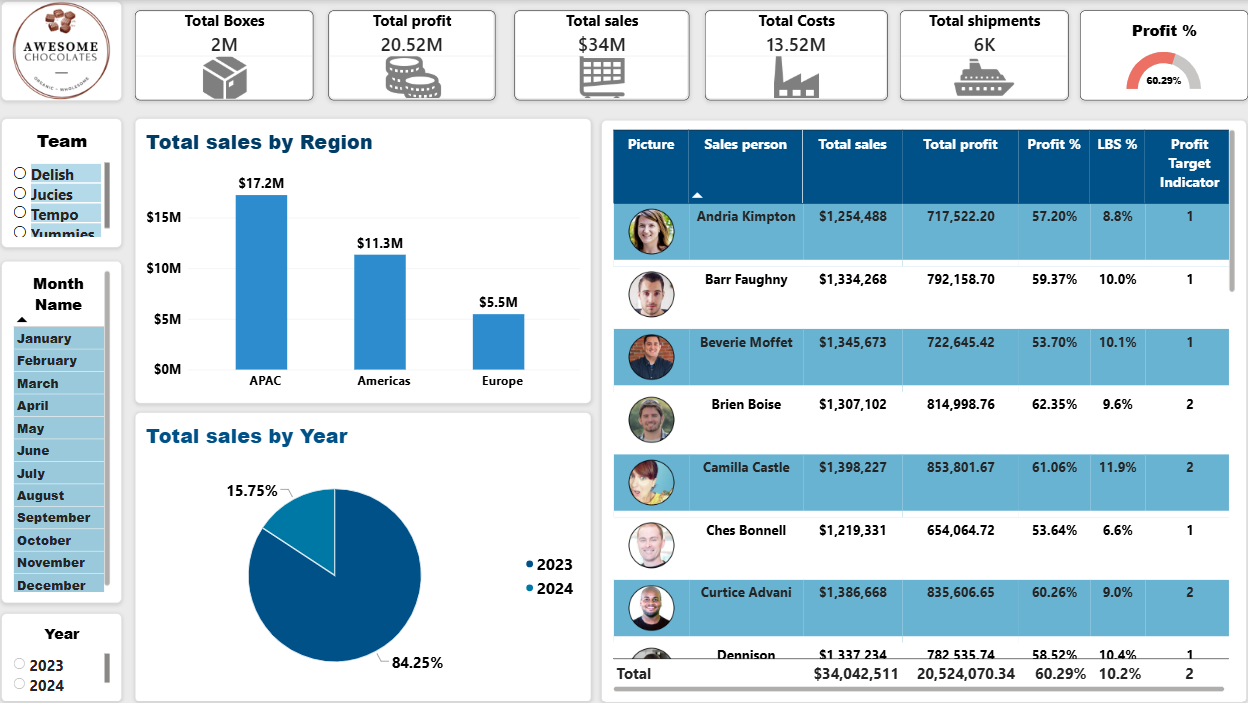 AWESOME
CHOCOLATES
ORGANIC • WHOLESOME
Total Boxes
2M
Total profit
20.52M
Total sales
$34M
Total Costs
13.52M
Total shipments
6K
Profit %
60.29%
Team
Delish
Jucies
Tempo
Yummies
Month
Name
January
February
March
April
May
June
July
August
September
October
November
December
Year
2023
2024
Total sales by Region
$17.2M
$11.3M
$5.5M
$15M
$10M
$5M
$0M
APAC Americas Europe
Total sales by Year
15.75%
84.25%
2023
2024
Picture Sales person Total sales Total profit Profit % LBS % Profit
Target
Indicator
Andria Kimpton $1,254,488 717,522.20 57.20% 8.8% 1
Barr Faughny $1,334,268 792,158.70 59.37% 10.0% 1
Beverie Moffet $1,345,673 722,645.42 53.70% 10.1% 1
Brien Boise $1,307,102 814,998.76 62.35% 9.6% 2
Camilla Castle $1,398,227 853,801.67 61.06% 11.9% 2
Ches Bonnell $1,219,331 654,064.72 53.64% 6.6% 1
Curtice Advani $1,386,668 835,606.65 60.26% 9.0% 2
Dennison $1,337,234 782,535.74 58.52% 10.4% 1
Total $34,042,511 20,524,070.34 60.29% 10.2% 2